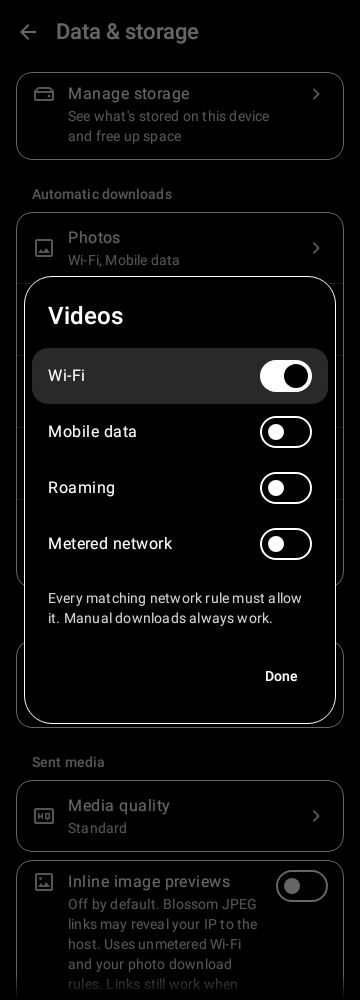 Data & storage
Manage storage
See what's stored on this device
and free up space
Automatic downloads
Photos
Wi-Fi, Mobile data
Videos
Wi-Fi
Mobile data
Roaming
Metered network
Every matching network rule must allow
it. Manual downloads always work.
Done
Sent media
HQ
Media quality
Standard
Inline image previews
Off by default. Blossom JPEG
links may reveal your IP to the
host. Uses unmetered Wi-Fi
and your photo download
rules. Links still work when